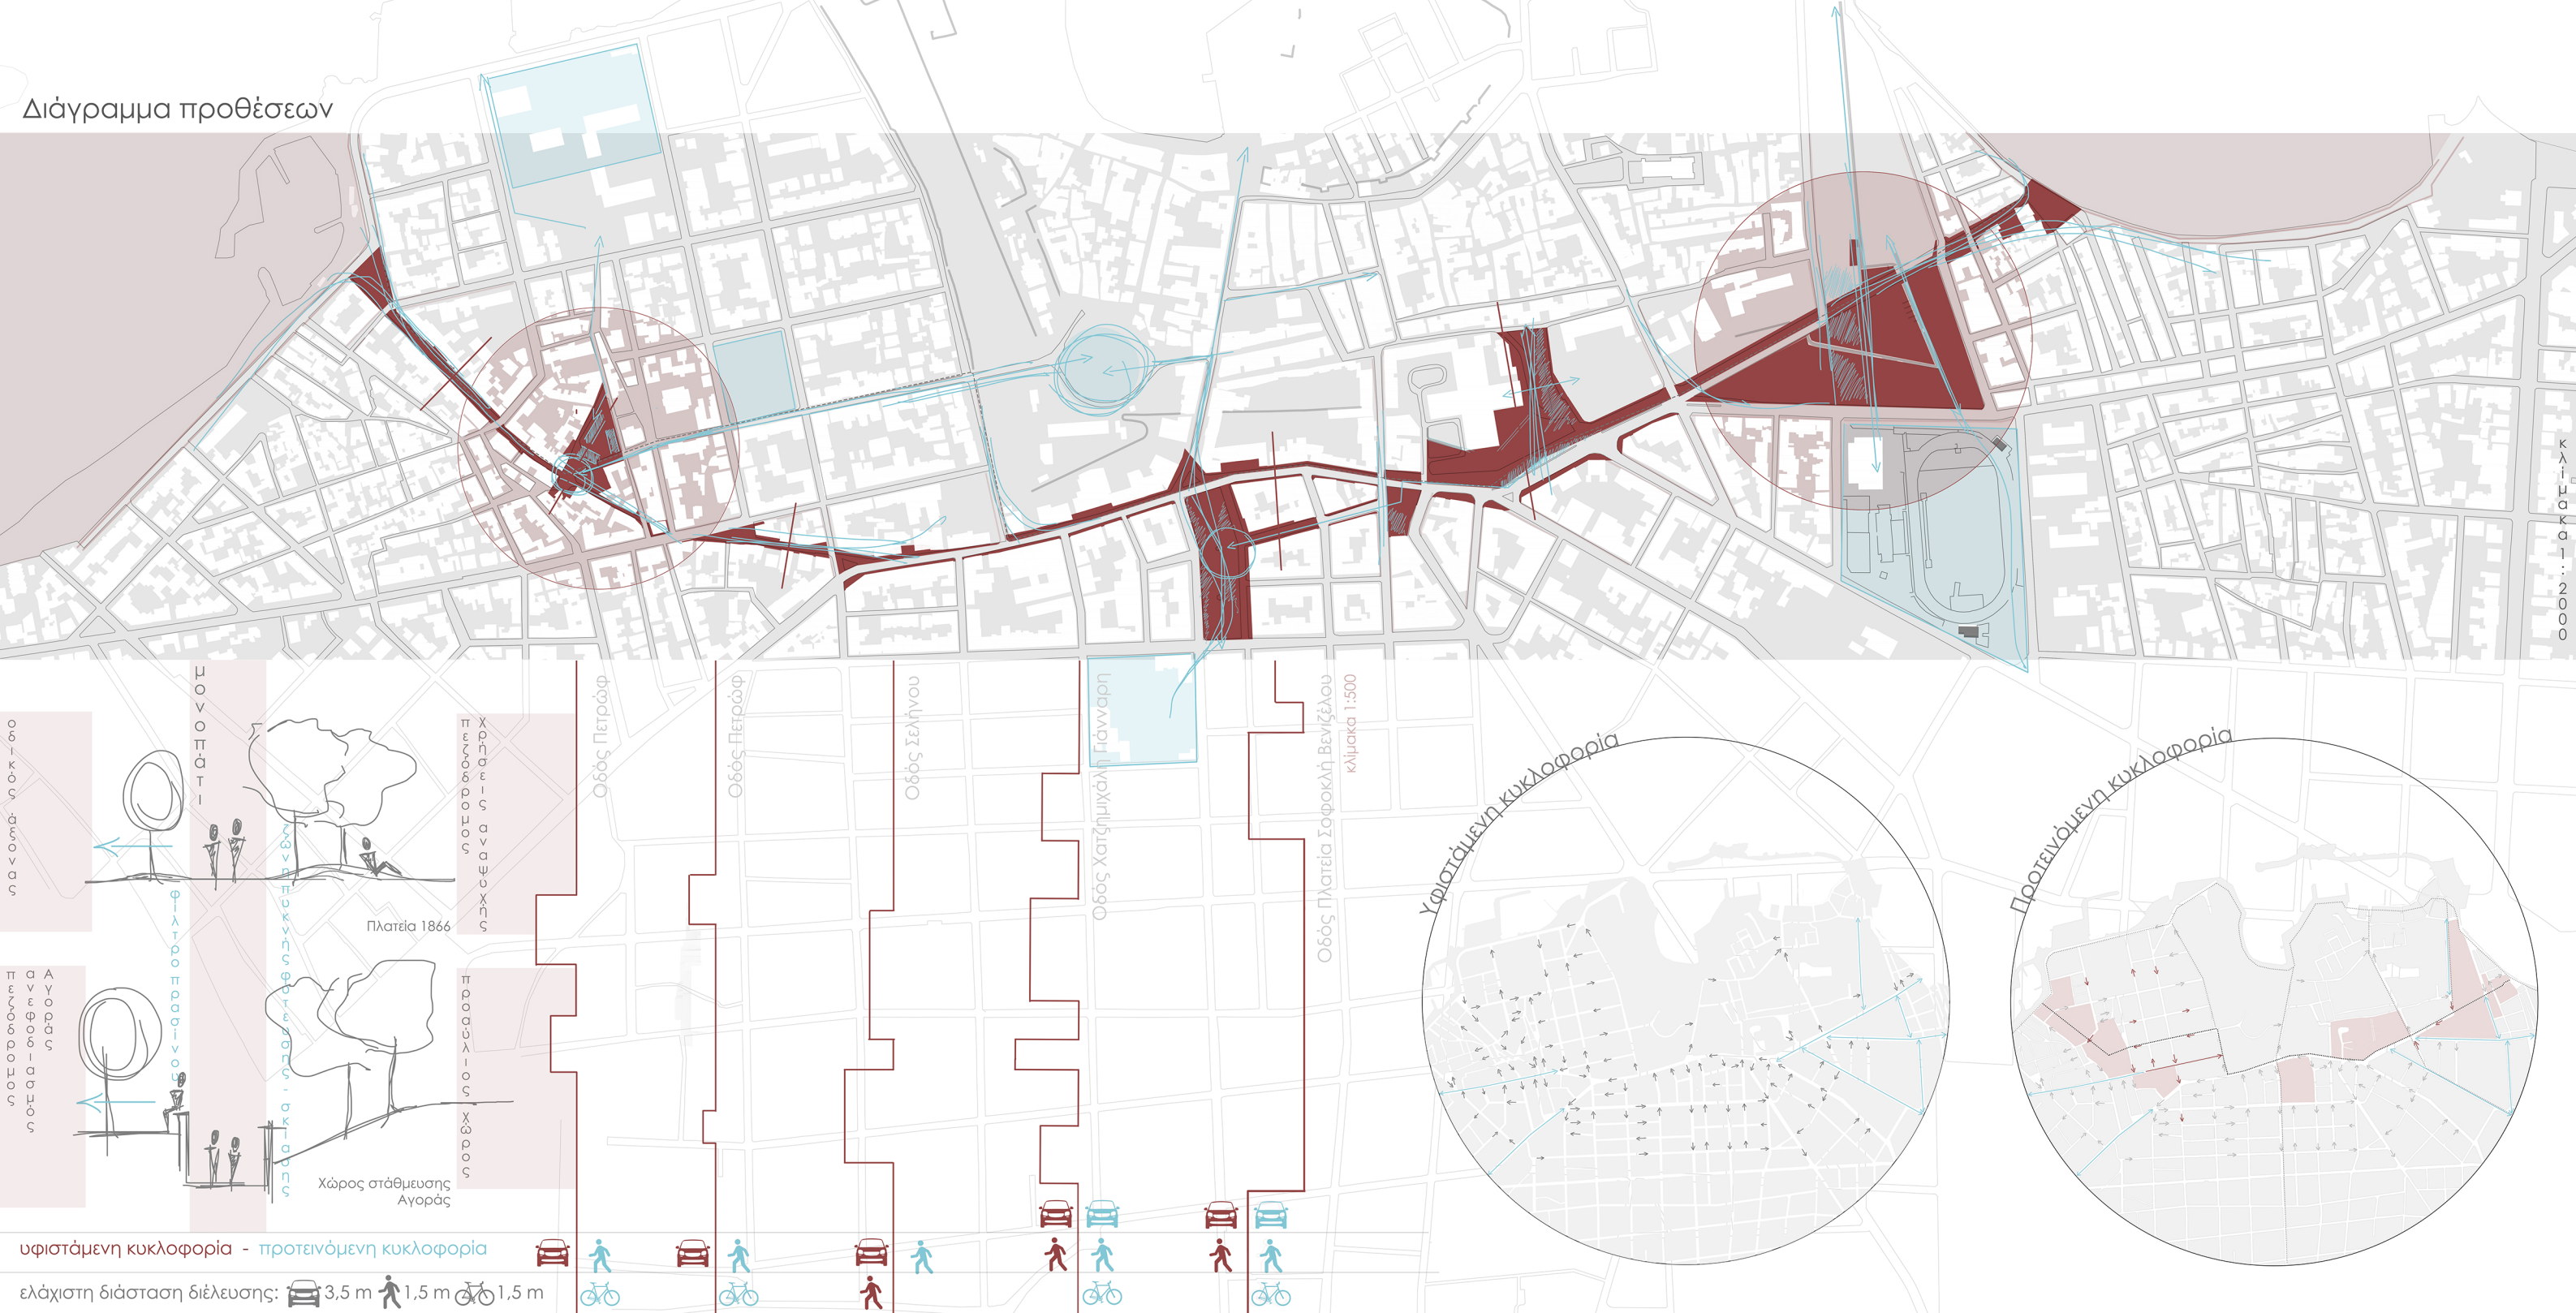 Διάγραμμα προθέσεων
κλίμακα 1: 2000
οδικός άξονας
μονοπάτι
φίλτρο πρασίνου
ζώνη πυκνής φύτευσης - σκίασης
πεζόδρομος
χρήσεις αναψυχής
Πλατεία 1866
πεζόδρομος
ανεφοδιασμός
Αγοράς
προαύλιος χώρος
Χώρος στάθμευσης
Αγοράς
Οδός Πετρώφ
Οδός Πετρώφ
Οδός Σελήνου
Οδός Χατζημιχάλη Γιάνναρη
Οδός Πλατεία Σοφοκλή Βενιζέλου
κλίμακα 1:500
Υφιστάμενη κυκλοφορία
Προτεινόμενη κυκλοφορία
υφιστάμενη κυκλοφορία - προτεινόμενη κυκλοφορία
ελάχιστη διάσταση διέλευσης: 3,5 m 1,5 m 1,5 m